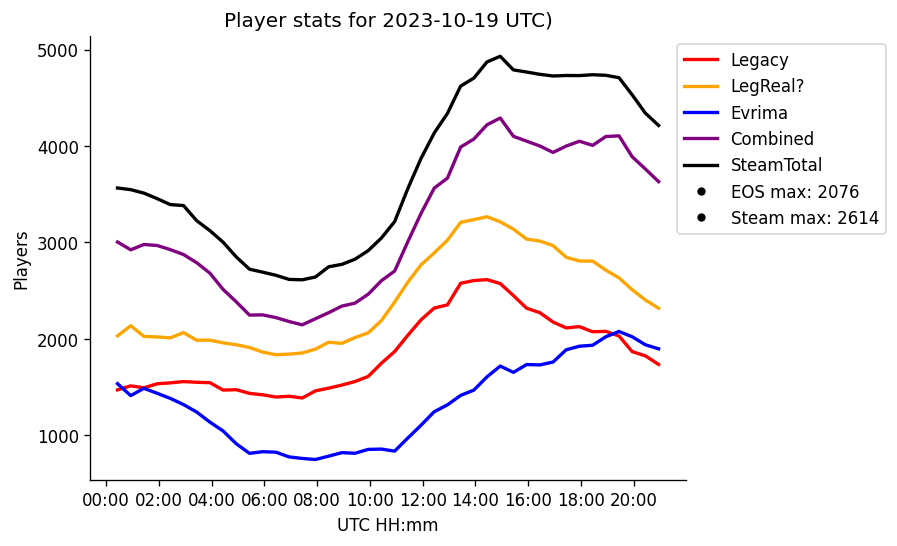 Player stats for 2023-10-19 UTC)
5000
4000
3000
2000
1000
Players
00:00 02:00 04:00 06:00 08:00 10:00 12:00 14:00 16:00 18:00 20:00
UTC HH:mm
Legacy
LegReal?
Evrima
Combined
SteamTotal
EOS max: 2076
Steam max: 2614